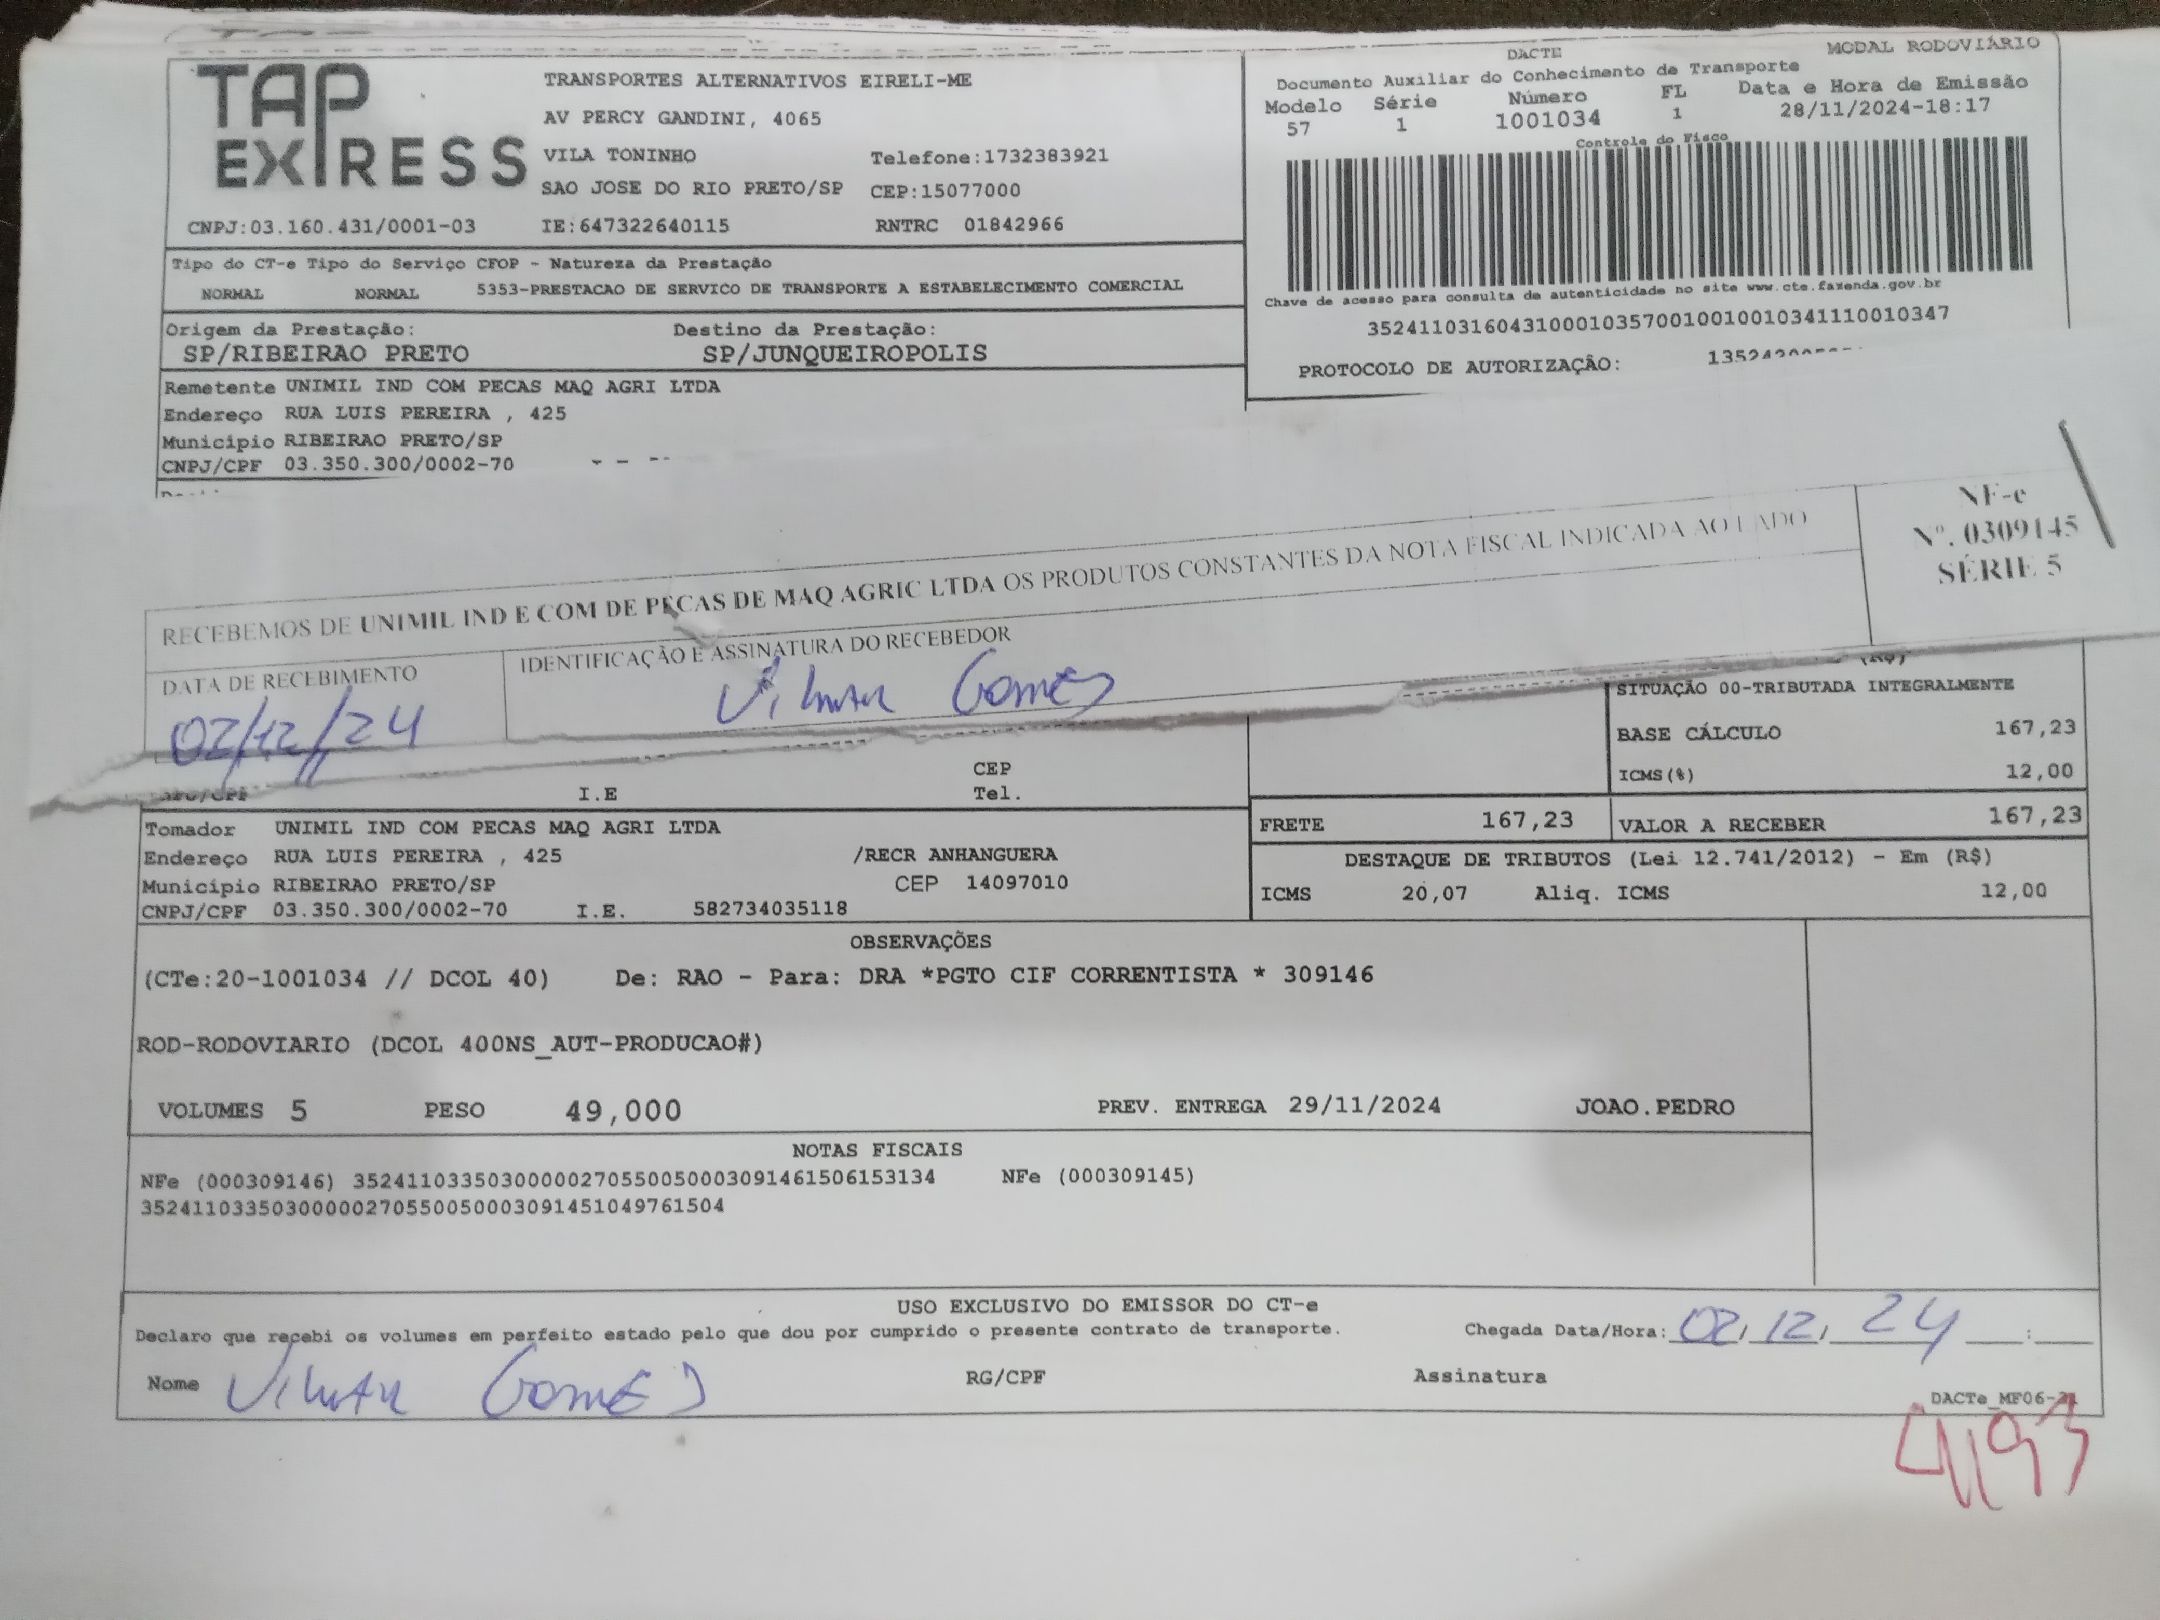 TAP EXPRESS
TRANSPORTES ALTERNATIVOS EIRELI-ME
AV PERCY GANDINI, 4065
VILA TONINHO Telefone:1732383921
SAO JOSE DO RIO PRETO/SP CEP:15077000
CNPJ:03.160.431/0001-03 IE:647322640115 RNTRC 01842966
DACTE MODAL RODOVIÁRIO
Documento Auxiliar do Conhecimento de Transporte
Modelo Série Número FL Data e Hora de Emissão
57 1 1001034 1 28/11/2024-18:17
Controle do Fisco
Chave de acesso para consulta de autenticidade no site www.cte.fazenda.gov.br
35241103160431000103570010010010341110010347
PROTOCOLO DE AUTORIZAÇÃO:
Tipo do CT-e Tipo do Serviço CFOP - Natureza da Prestação
NORMAL NORMAL 5353-PRESTACAO DE SERVICO DE TRANSPORTE A ESTABELECIMENTO COMERCIAL
Origem da Prestação: Destino da Prestação:
SP/RIBEIRAO PRETO SP/JUNQUEIROPOLIS
Remetente UNIMIL IND COM PECAS MAQ AGRI LTDA
Endereço RUA LUIS PEREIRA , 425
Município RIBEIRAO PRETO/SP
CNPJ/CPF 03.350.300/0002-70
RECEBEMOS DE UNIMIL IND E COM DE PEÇAS DE MAQ AGRIC LTDA OS PRODUTOS CONSTANTES DA NOTA FISCAL INDICADA AO LADO
NF-e
Nº. 0309145
SÉRIE 5
DATA DE RECEBIMENTO IDENTIFICAÇÃO E ASSINATURA DO RECEBEDOR
02/12/24 Vilmar Gomes
(R$)
SITUAÇÃO 00-TRIBUTADA INTEGRALMENTE
BASE CÁLCULO 167,23
ICMS(%) 12,00
CEP
I.E Tel.
FRETE 167,23 VALOR A RECEBER 167,23
Tomador UNIMIL IND COM PECAS MAQ AGRI LTDA
Endereço RUA LUIS PEREIRA , 425 /RECR ANHANGUERA
Município RIBEIRAO PRETO/SP CEP 14097010
CNPJ/CPF 03.350.300/0002-70 I.E. 582734035118
DESTAQUE DE TRIBUTOS (Lei 12.741/2012) - Em (R$)
ICMS 20,07 Aliq. ICMS 12,00
OBSERVAÇÕES
(CTe:20-1001034 // DCOL 40) De: RAO - Para: DRA *PGTO CIF CORRENTISTA * 309146
ROD-RODOVIARIO (DCOL 400NS_AUT-PRODUCAO#)
VOLUMES 5 PESO 49,000 PREV. ENTREGA 29/11/2024 JOAO.PEDRO
NOTAS FISCAIS
NFe (000309146) 35241103350300000270550050003091461506153134 NFe (000309145)
35241103350300000270550050003091451049761504
USO EXCLUSIVO DO EMISSOR DO CT-e
Declaro que recebi os volumes em perfeito estado pelo que dou por cumprido o presente contrato de transporte. Chegada Data/Hora: 02/12/24 :
Nome Vilmar Gomes RG/CPF Assinatura
DACTe_MF06-